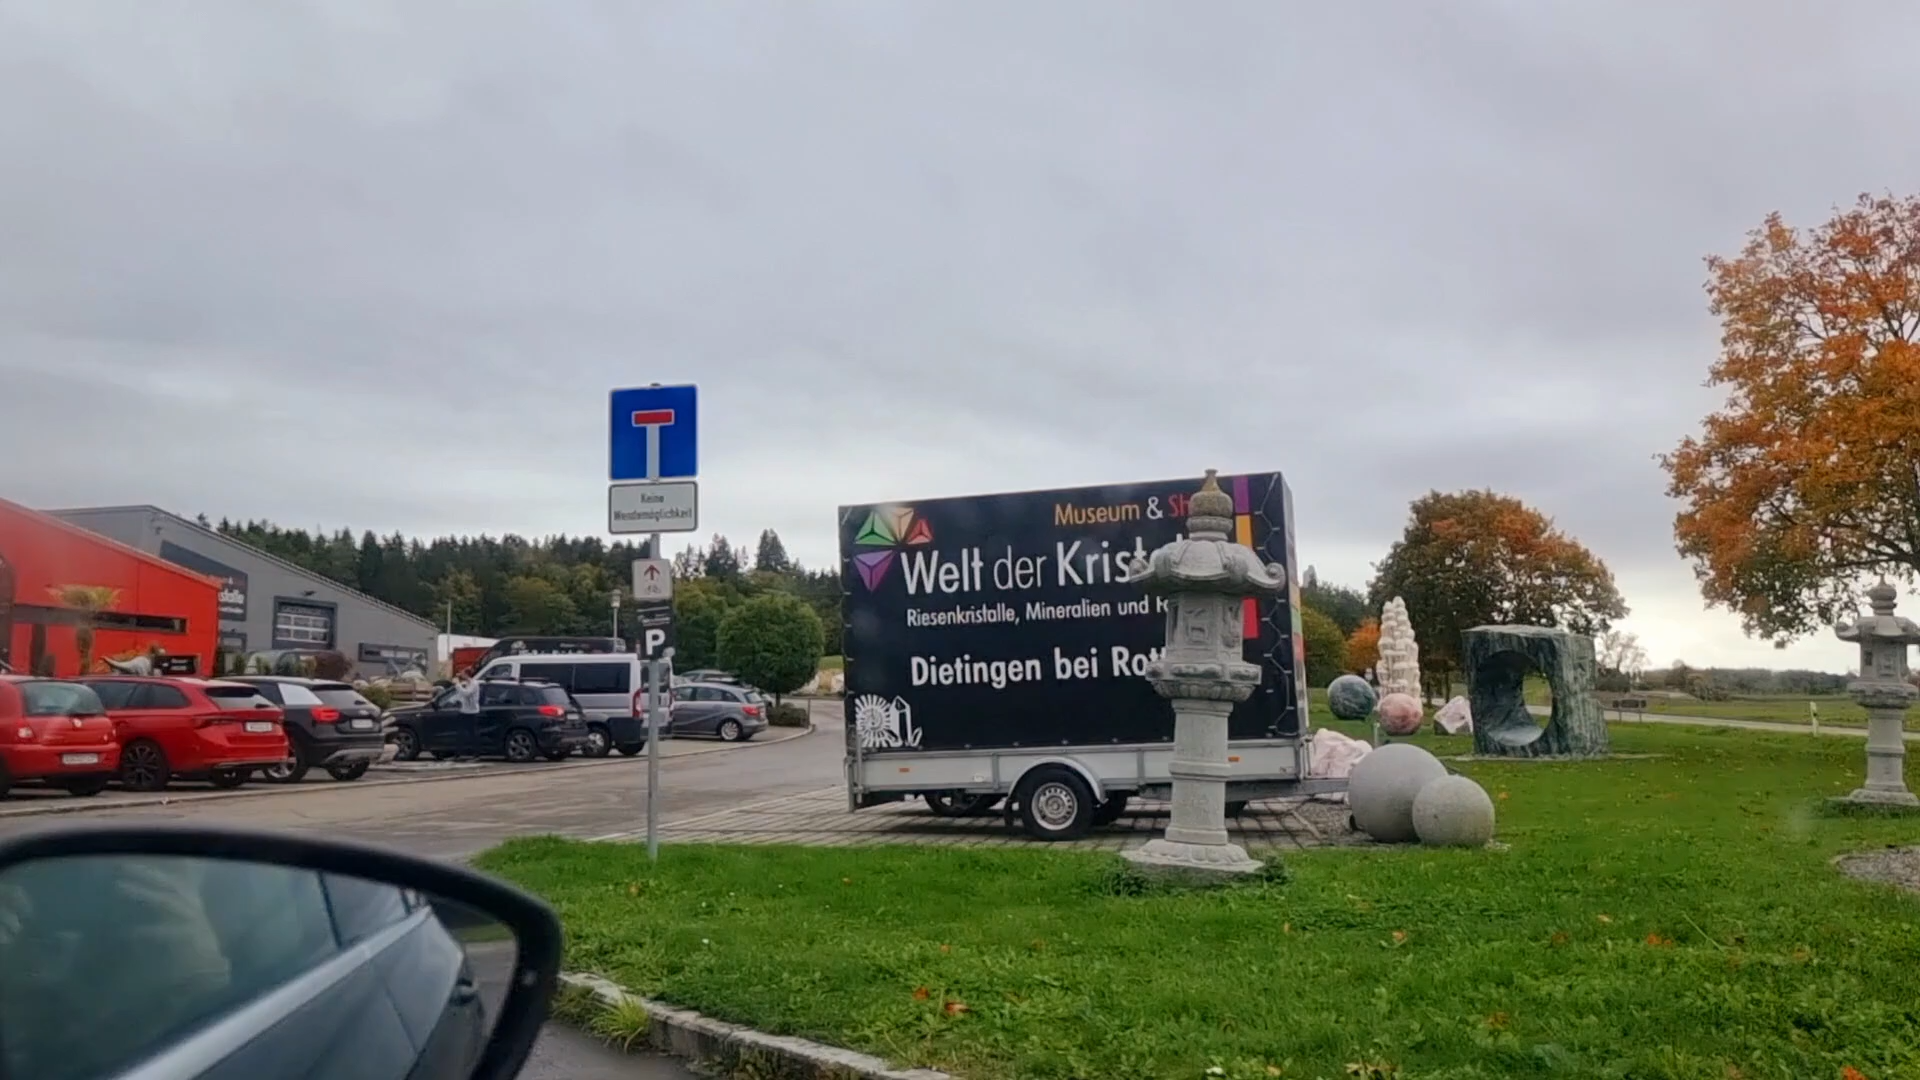 Keine
Wendemöglichkeit
P
Museum & Sh
Welt der Krist
Riesenkristalle, Mineralien und F
Dietingen bei Rott